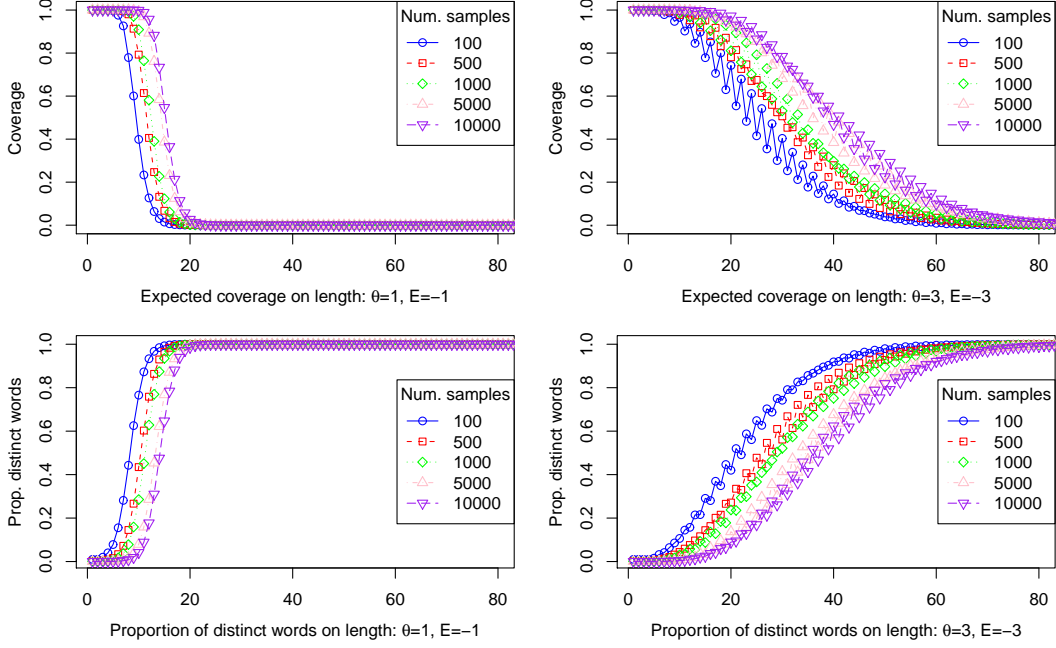 Coverage
0.0 0.2 0.4 0.6 0.8 1.0
0 20 40 60 80
Num. samples
100
500
1000
5000
10000
Expected coverage on length: θ=1, E=−1
Coverage
0.0 0.2 0.4 0.6 0.8 1.0
0 20 40 60 80
Num. samples
100
500
1000
5000
10000
Expected coverage on length: θ=3, E=−3
Prop. distinct words
0.0 0.2 0.4 0.6 0.8 1.0
0 20 40 60 80
Num. samples
100
500
1000
5000
10000
Proportion of distinct words on length: θ=1, E=−1
Prop. distinct words
0.0 0.2 0.4 0.6 0.8 1.0
0 20 40 60 80
Num. samples
100
500
1000
5000
10000
Proportion of distinct words on length: θ=3, E=−3